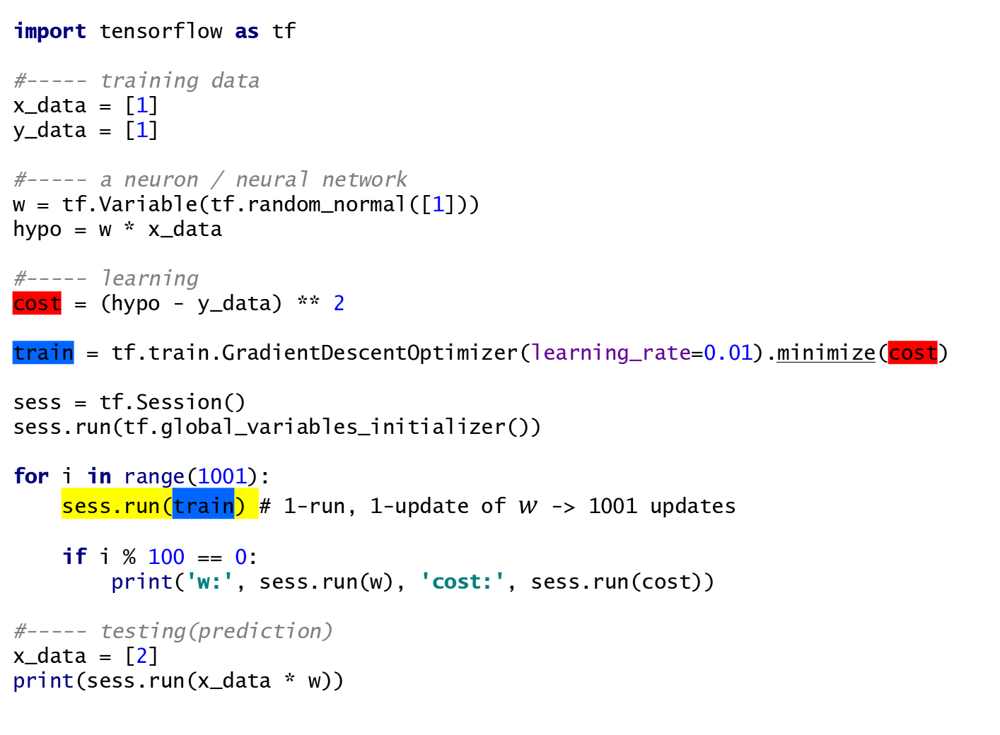 import tensorflow as tf
#----- training data
x_data = [1]
y_data = [1]
#----- a neuron / neural network
w = tf.Variable(tf.random_normal([1]))
hypo = w * x_data
#----- learning
cost = (hypo - y_data) ** 2
train = tf.train.GradientDescentOptimizer(learning_rate=0.01).minimize(cost)
sess = tf.Session()
sess.run(tf.global_variables_initializer())
for i in range(1001):
    sess.run(train) # 1-run, 1-update of w -> 1001 updates
    if i % 100 == 0:
        print('w:', sess.run(w), 'cost:', sess.run(cost))
#----- testing(prediction)
x_data = [2]
print(sess.run(x_data * w))